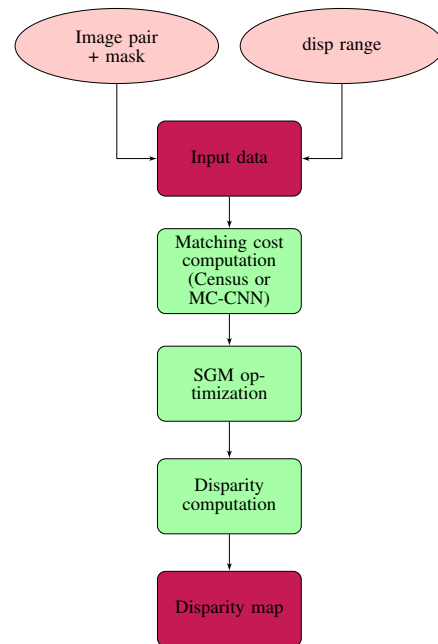 Image pair
+ mask
disp range
Input data
Matching cost
computation
(Census or
MC-CNN)
SGM op-
timization
Disparity
computation
Disparity map